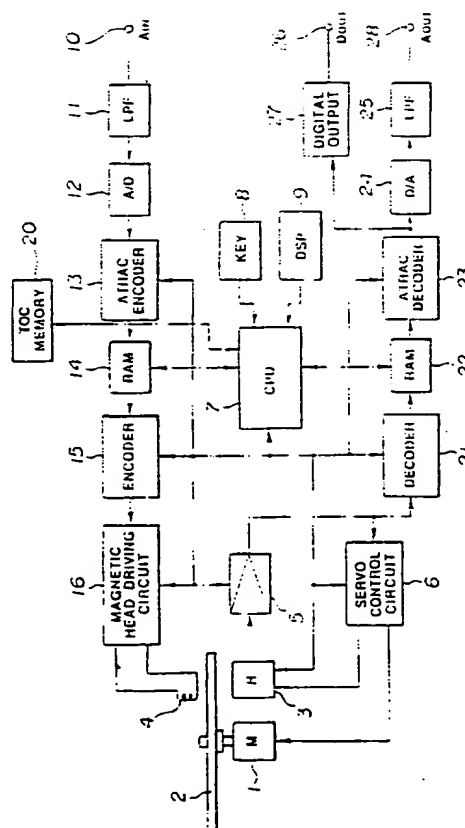 10
AIN
11
LPF
12
A/D
20
TOC
MEMORY
13
ATRAC
ENCODER
14
RAM
15
ENCODER
16
MAGNETIC
HEAD DRIVING
CIRCUIT
4
2
26
DOUT
27
DIGITAL
OUTPUT
8
KEY
9
DSP
7
CPU
5
H
3
M
1
SERVO
CONTROL
CIRCUIT
6
28
AOUT
25
LPF
24
D/A
ATRAC
DECODER
23
RAM
22
DECODER
21